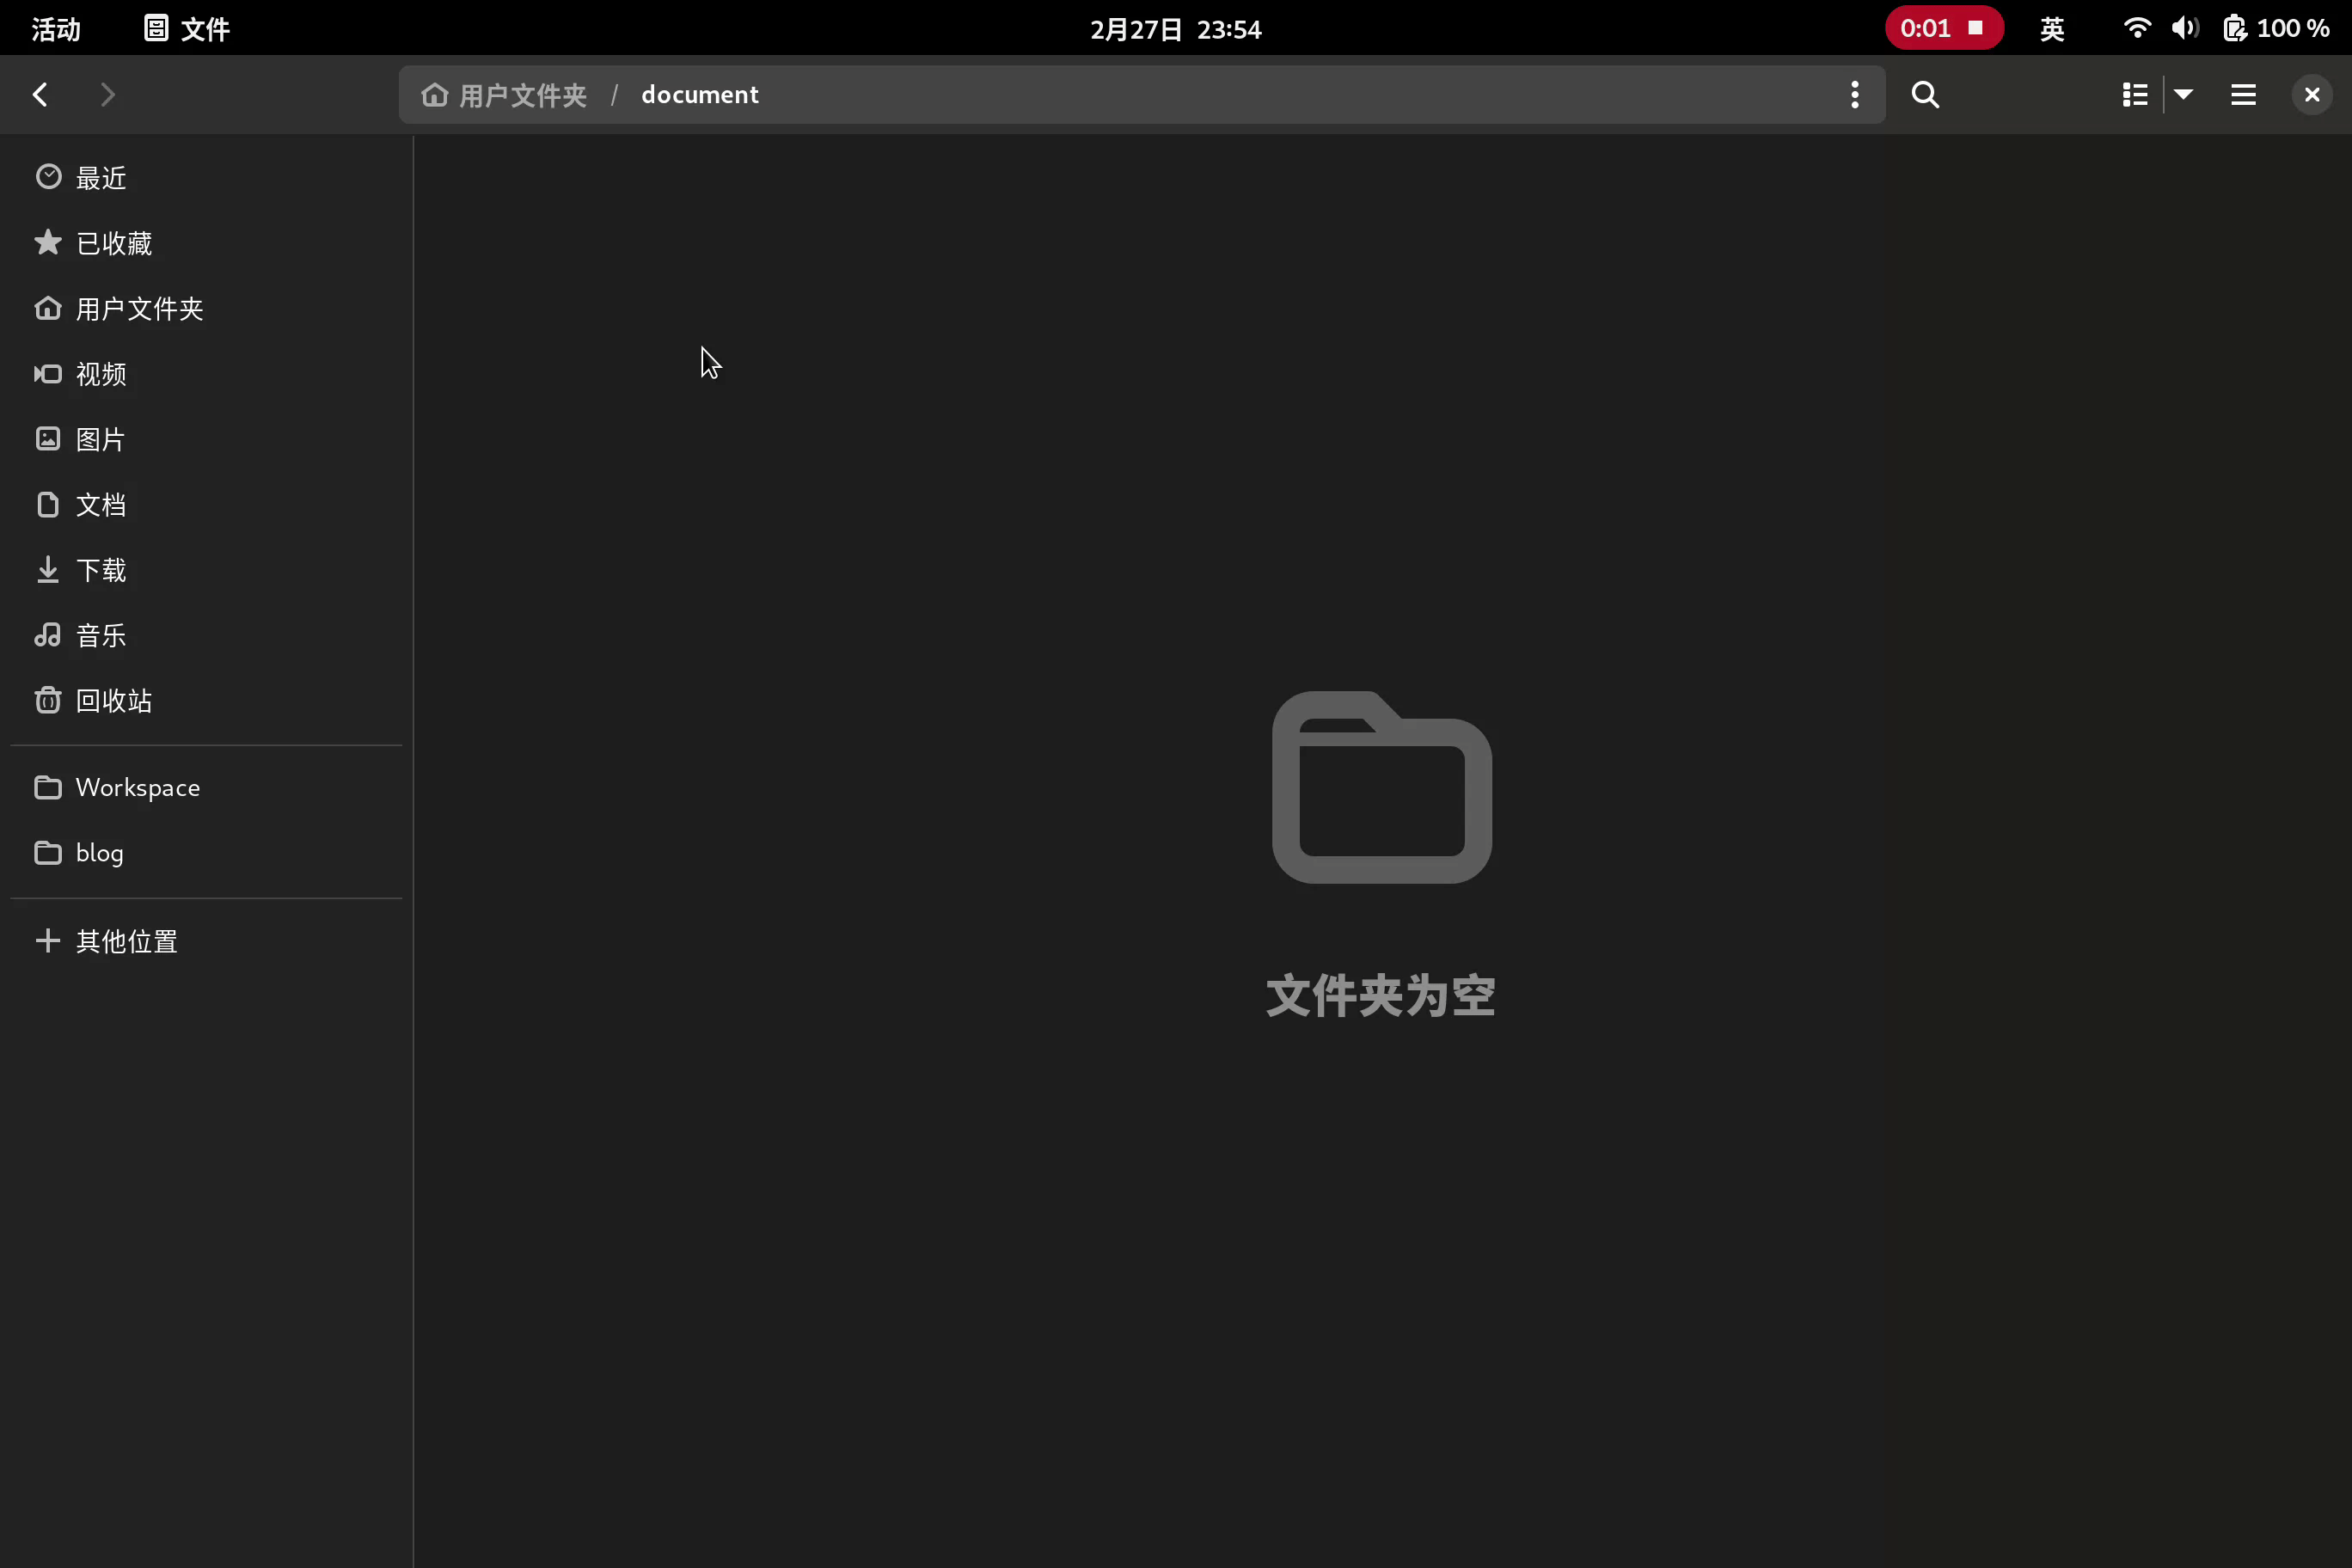 活动 文件 2月27日 23:54 0:01 英 100 %
用户文件夹 / document
最近
已收藏
用户文件夹
视频
图片
文档
下载
音乐
回收站
Workspace
blog
其他位置
文件夹为空